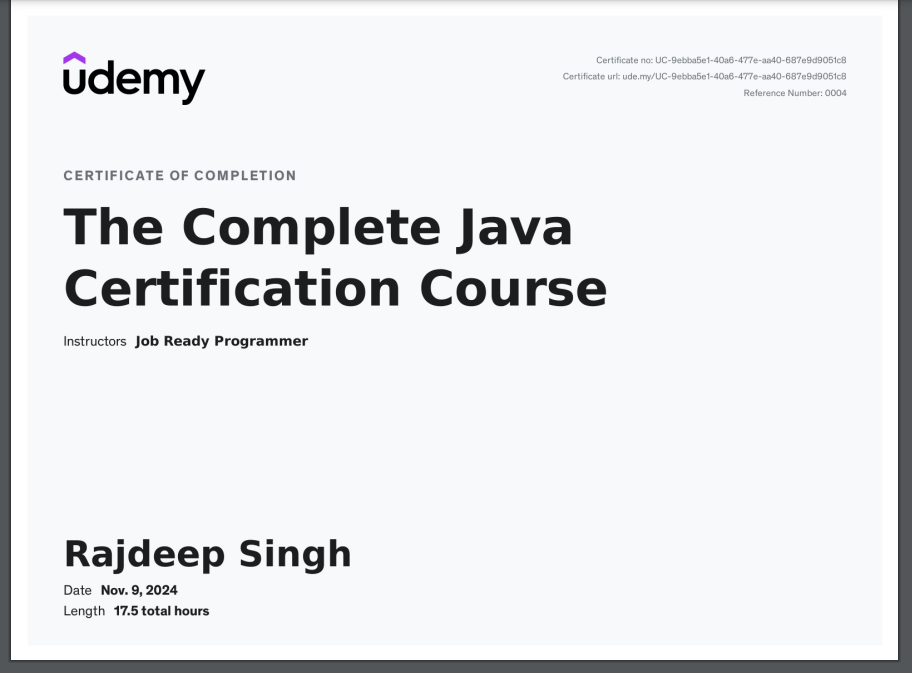 udemy
Certificate no: UC-9ebba5e1-40a6-477e-aa40-687e9d9051c8
Certificate url: ude.my/UC-9ebba5e1-40a6-477e-aa40-687e9d9051c8
Reference Number: 0004
CERTIFICATE OF COMPLETION
The Complete Java
Certification Course
Instructors Job Ready Programmer
Rajdeep Singh
Date Nov. 9, 2024
Length 17.5 total hours